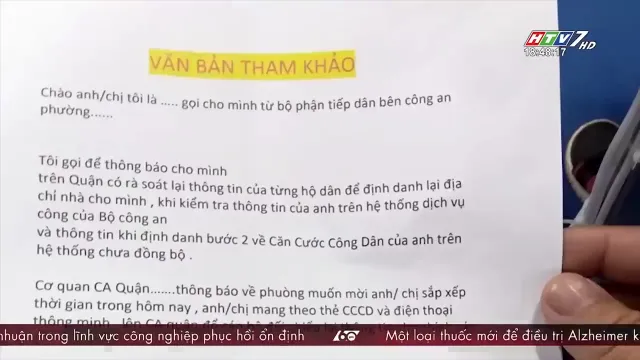 HTV7 HD
18:48:17
VĂN BẢN THAM KHẢO
Chào anh/chị tôi là ..... gọi cho mình từ bộ phận tiếp dân bên công an
phường......
Tôi gọi để thông báo cho mình
trên Quận có rà soát lại thông tin của từng hộ dân để định danh lại địa
chỉ nhà cho mình , khi kiểm tra thông tin của anh trên hệ thống dịch vụ
công của Bộ công an
và thông tin khi định danh bước 2 về Căn Cước Công Dân của anh trên
hệ thống chưa đồng bộ .
Cơ quan CA Quận.......thông báo về phuòng muốn mời anh/ chị sắp xếp
thời gian trong hôm nay , anh/chị mang theo thẻ CCCD và điện thoại
thông minh lên CA quận để
nhuận trong lĩnh vực công nghiệp phục hồi ổn định
Một loại thuốc mới để điều trị Alzheimer k